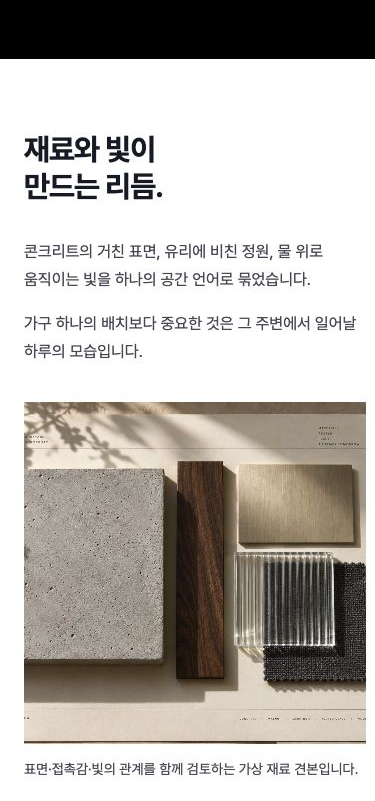 재료와 빛이
만드는 리듬.
콘크리트의 거친 표면, 유리에 비친 정원, 물 위로
움직이는 빛을 하나의 공간 언어로 묶었습니다.
가구 하나의 배치보다 중요한 것은 그 주변에서 일어날
하루의 모습입니다.
표면·접촉감·빛의 관계를 함께 검토하는 가상 재료 견본입니다.